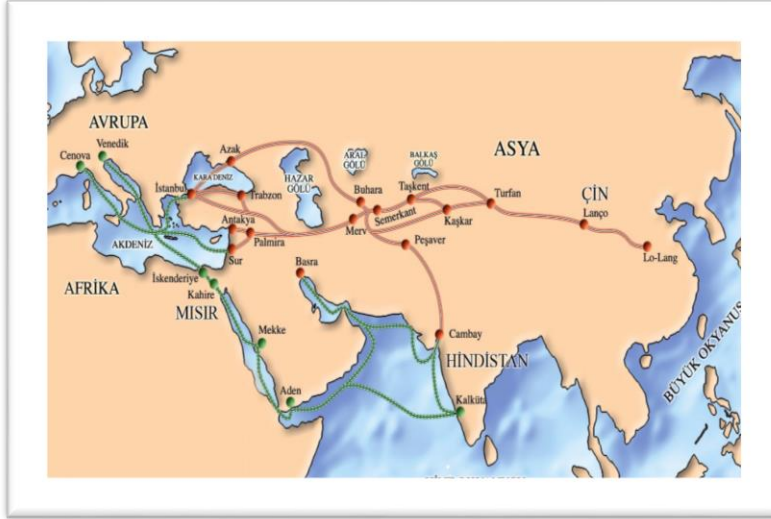 AVRUPA
Venedik
Cenova
Azak
KARADENİZ
İstanbul
Trabzon
HAZAR
GÖLÜ
ARAL
GÖLÜ
BALKAŞ
GÖLÜ
ASYA
Buhara
Taşkent
Semerkant
Merv
Kaşkar
Turfan
ÇİN
Lanço
Lo-Lang
Antakya
Palmira
Sur
AKDENİZ
Peşaver
İskenderiye
Kahire
AFRİKA
MISIR
Basra
Mekke
Aden
Cambay
HİNDİSTAN
Kalküta
BÜYÜK OKYANUS